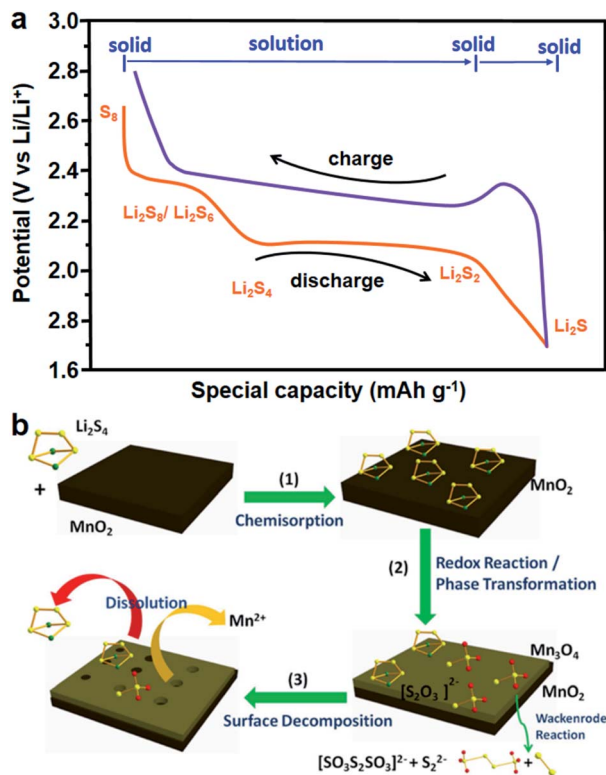 a
solid
solution
solid
solid
3.0
2.8
2.6
2.4
2.2
2.0
1.8
1.6
Potential (V vs Li/Li⁺)
S₈
charge
Li₂S₈/ Li₂S₆
Li₂S₄
discharge
Li₂S₂
Li₂S
Special capacity (mAh g⁻¹)
b
Li₂S₄
+
MnO₂
(1)
Chemisorption
MnO₂
(2)
Redox Reaction /
Phase Transformation
Dissolution
Mn²⁺
(3)
Surface Decomposition
[S₂O₃]²⁻
Mn₃O₄
MnO₂
Wackenrode
Reaction
[SO₃S₂SO₃]²⁻ + S₂²⁻
+